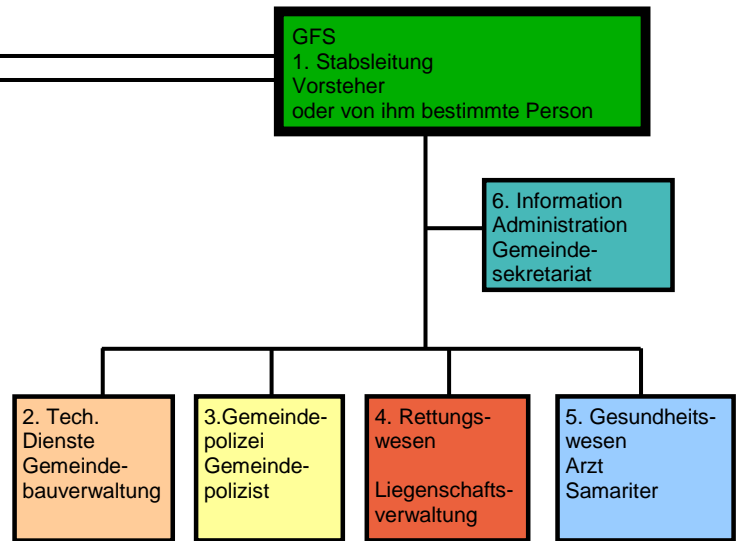 GFS
1. Stabsleitung
Vorsteher
oder von ihm bestimmte Person
6. Information
Administration
Gemeinde-
sekretariat
2. Tech.
Dienste
Gemeinde-
bauverwaltung
3.Gemeinde-
polizei
Gemeinde-
polizist
4. Rettungs-
wesen
Liegenschafts-
verwaltung
5. Gesundheits-
wesen
Arzt
Samariter